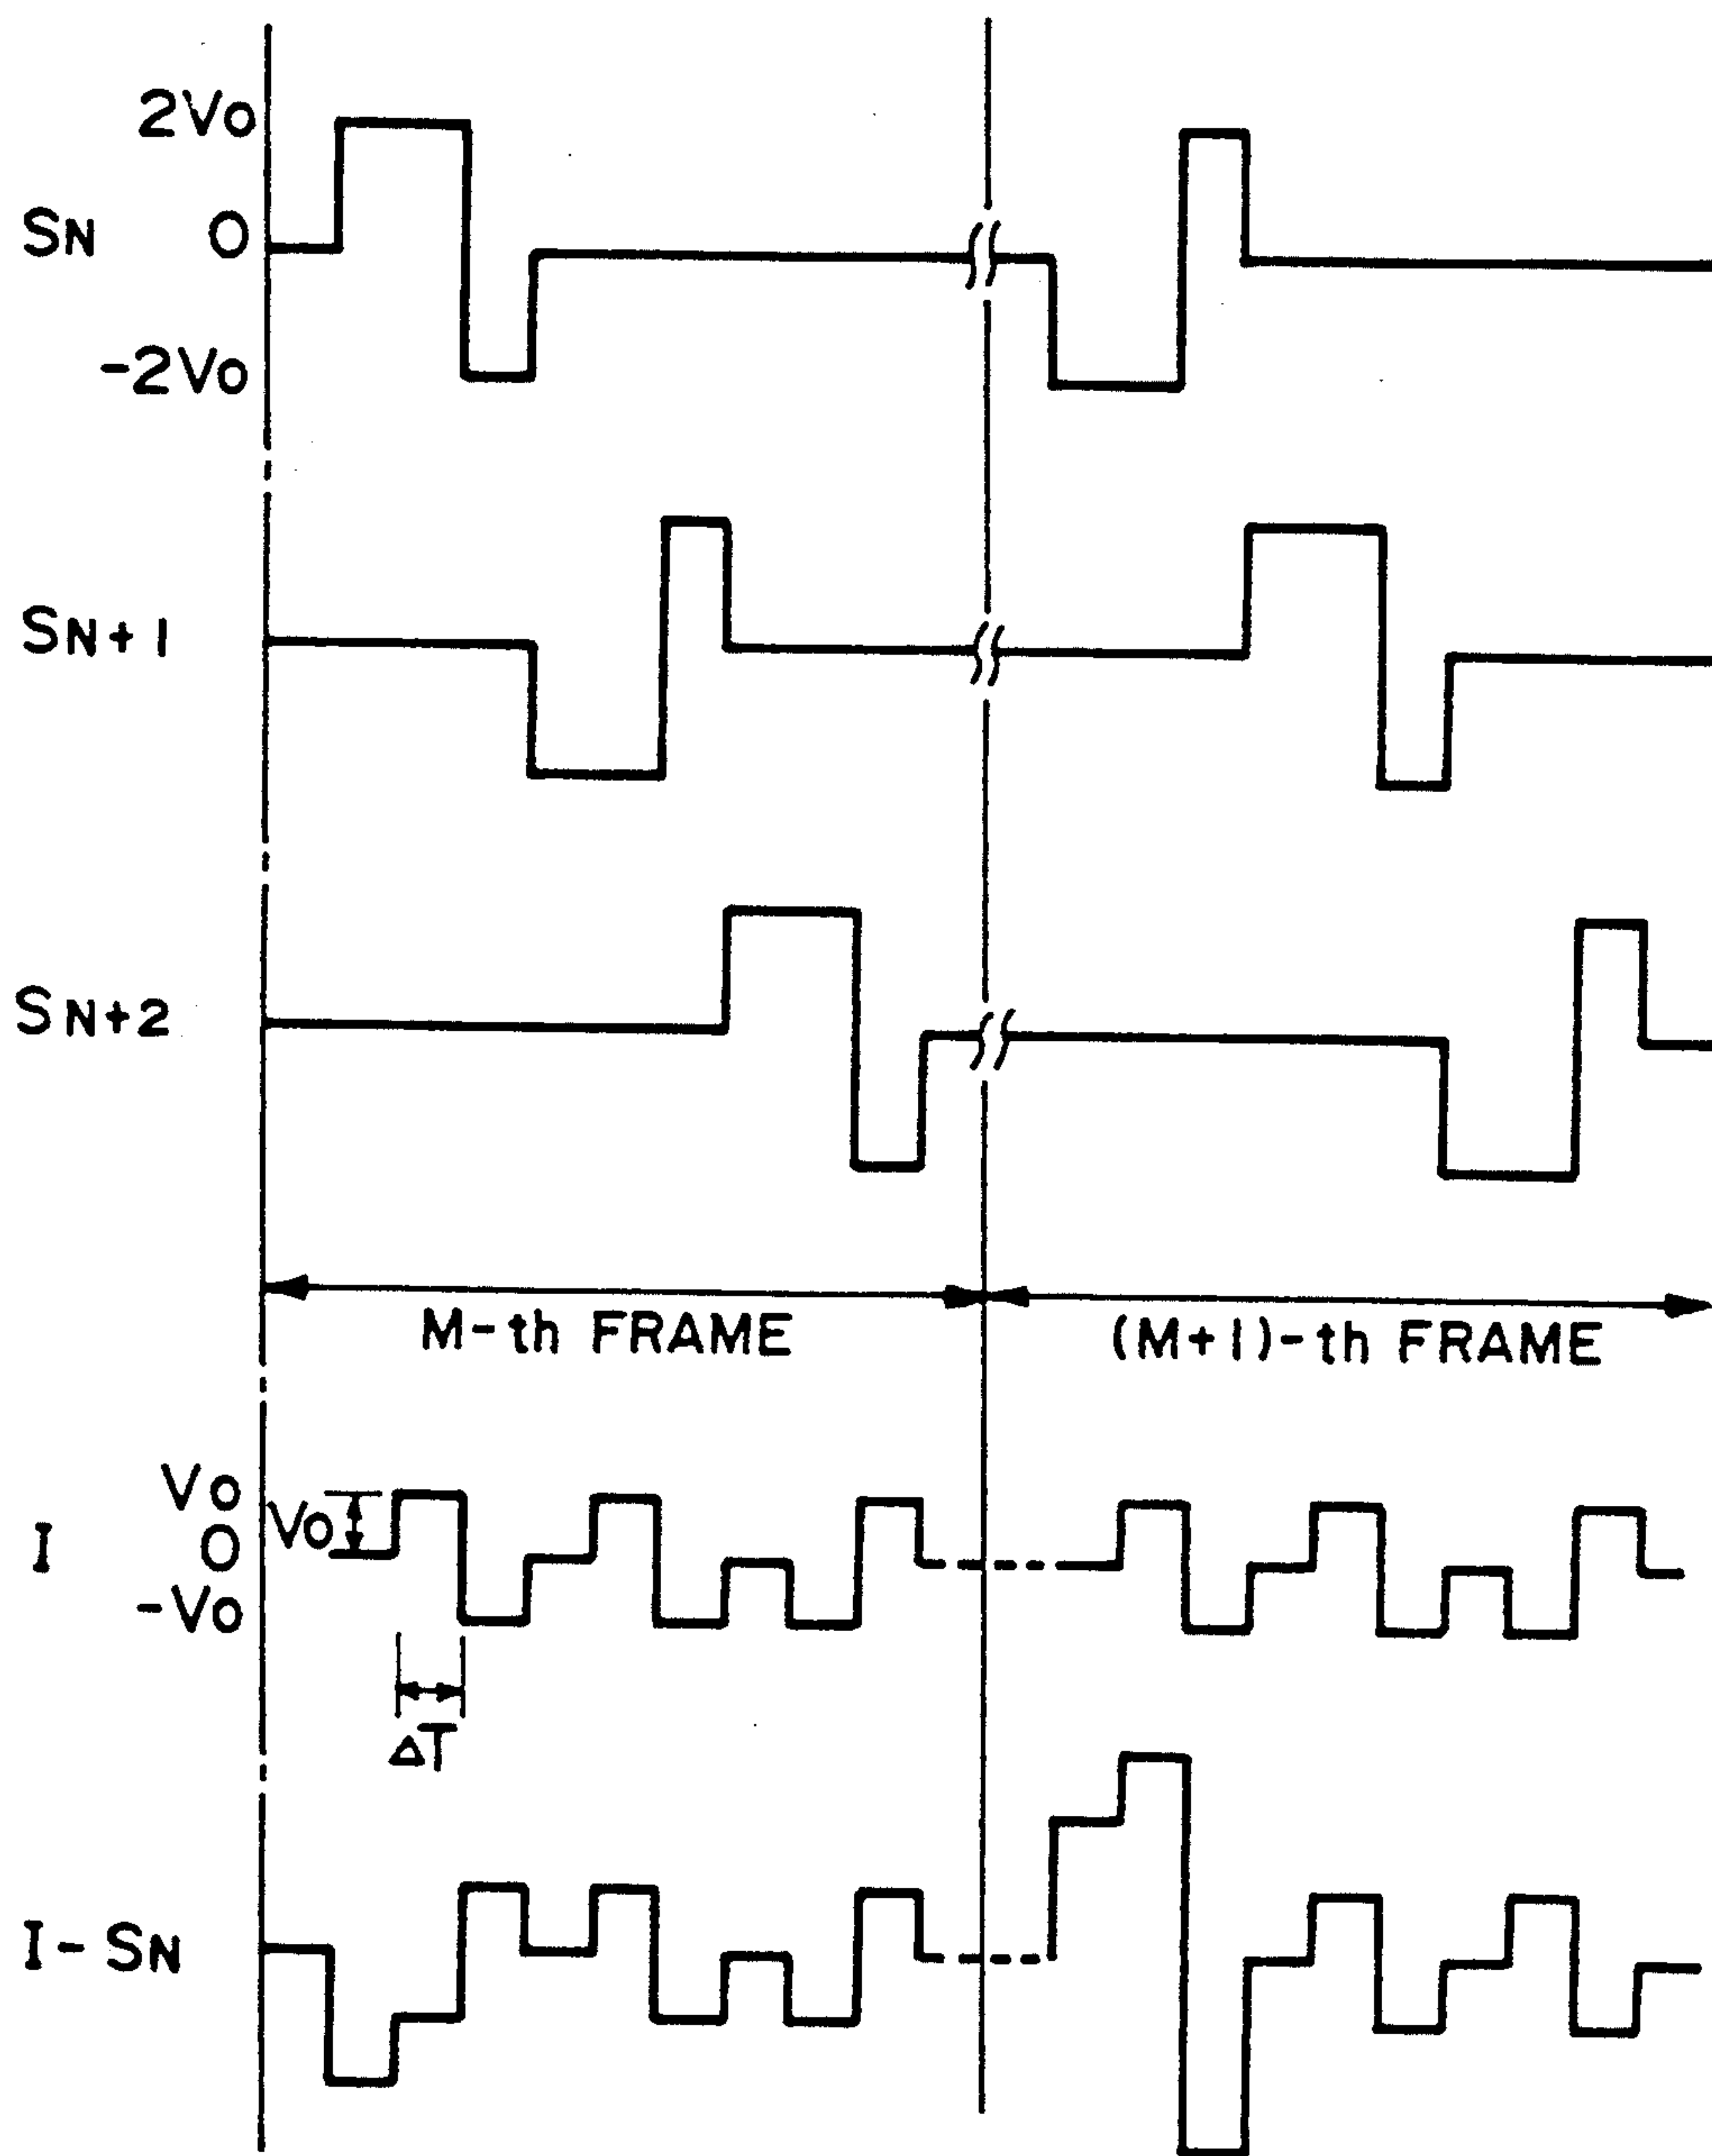 2Vo
SN 0
-2Vo
SN+1
SN+2
M-th FRAME
(M+1)-th FRAME
Vo
Vo
I 0
-Vo
ΔT
I-SN